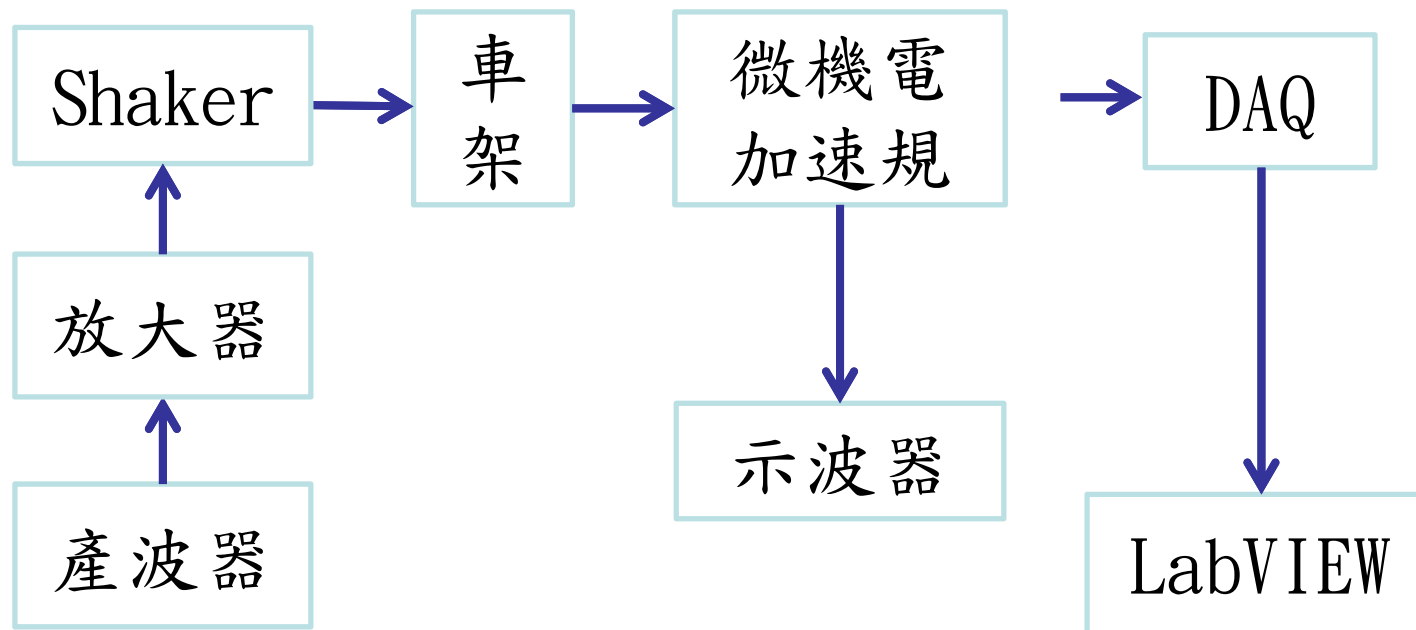 Shaker
車
架
微機電
加速規
DAQ
放大器
示波器
產波器
LabVIEW